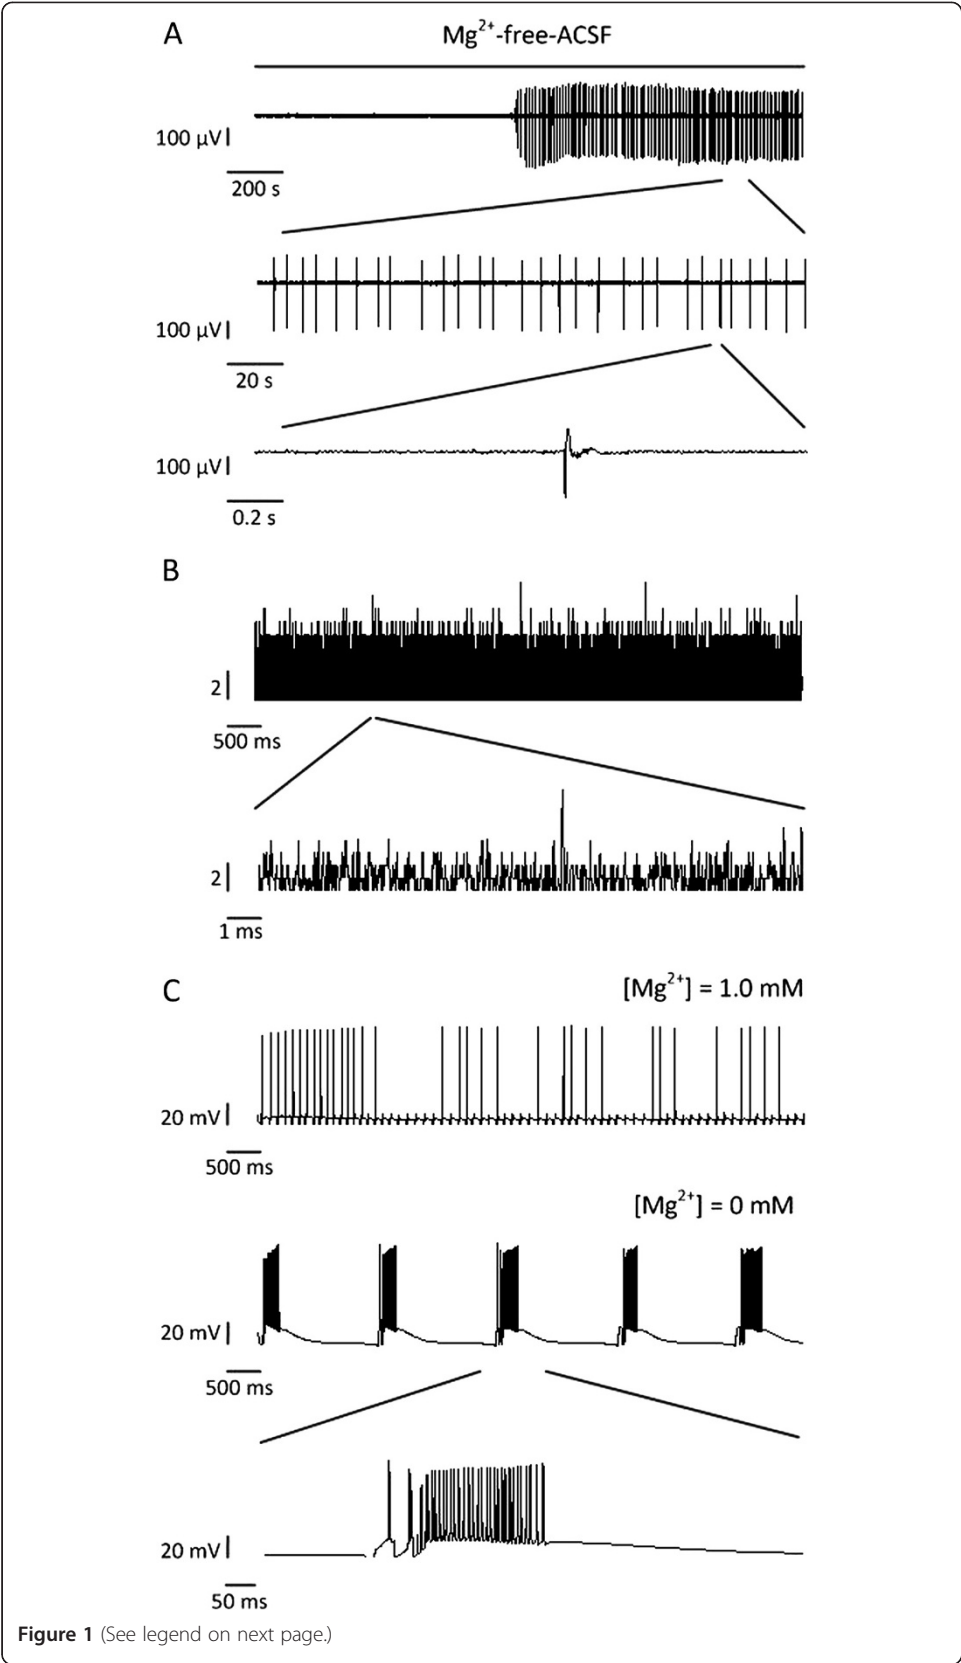 A
Mg²⁺-free-ACSF
100 µV
200 s
100 µV
20 s
100 µV
0.2 s
B
2
500 ms
2
1 ms
C
[Mg²⁺] = 1.0 mM
20 mV
500 ms
[Mg²⁺] = 0 mM
20 mV
500 ms
20 mV
50 ms
Figure 1 (See legend on next page.)